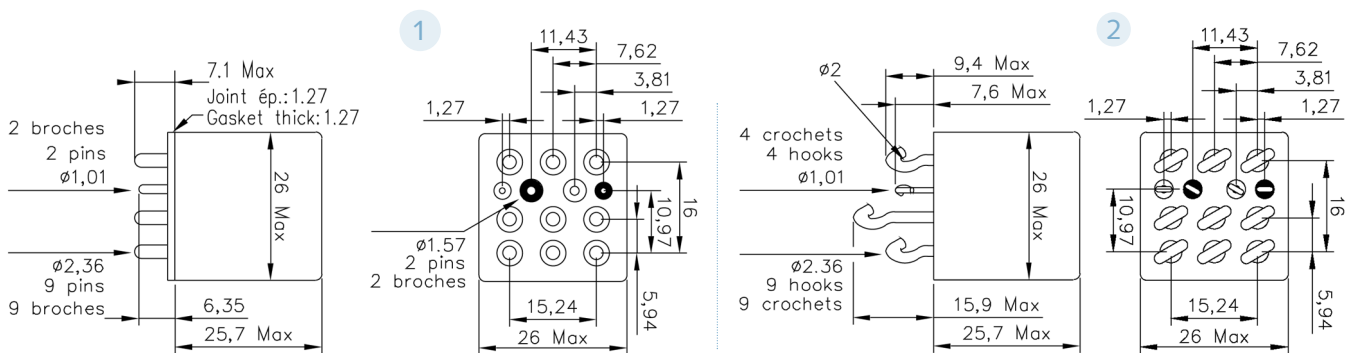 1
7.1 Max
Joint ép.:1.27
Gasket thick:1.27
2 broches
2 pins
ø1,01
ø2,36
9 pins
9 broches
26 Max
6,35
25,7 Max
11,43
7,62
3,81
1,27
1,27
16
10,97
ø1.57
2 pins
2 broches
15,24
5,94
26 Max
2
ø2
9,4 Max
7,6 Max
4 crochets
4 hooks
ø1,01
ø2.36
9 hooks
9 crochets
26 Max
15,9 Max
25,7 Max
11,43
7,62
3,81
1,27
1,27
10,97
16
15,24
5,94
26 Max